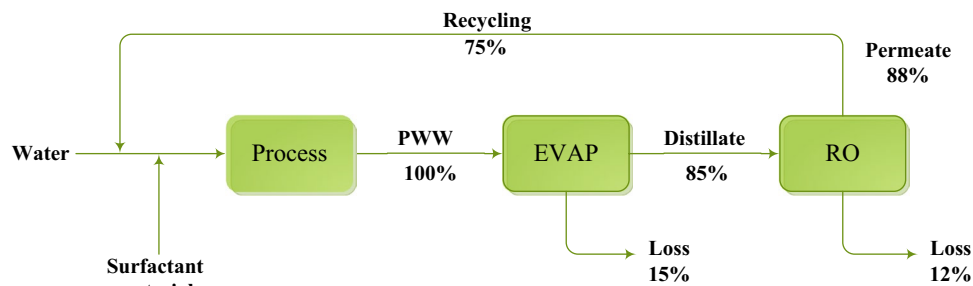 Recycling
75%
Permeate
88%
Water
Process
PWW
100%
EVAP
Distillate
85%
RO
Surfactant
Loss
15%
Loss
12%